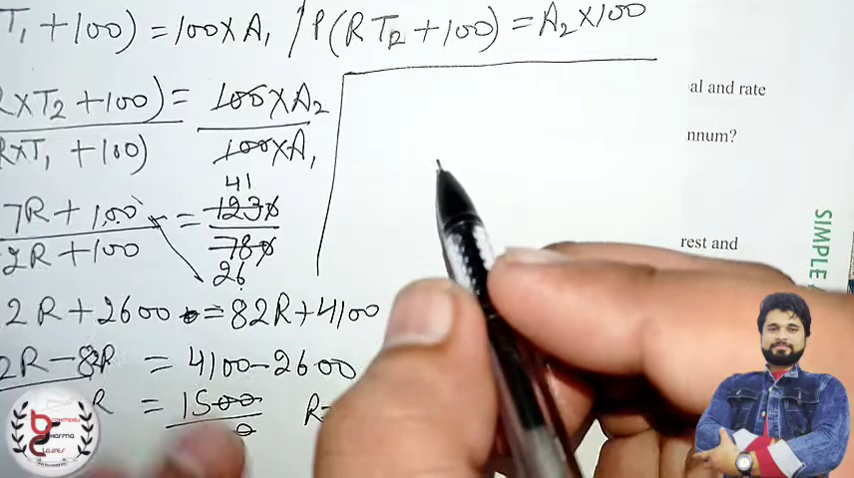 T₁ + 100) = 100×A₁ / P(RT₂ + 100) = A₂×100
R×T₂ + 100) = 100×A₂
R×T₁ + 100) 100×A₁
41
7R + 100 = 1230
2R + 100 780
26
2R + 2600 = 82R + 4100
2R - 82R = 4100 - 2600
R = 1500 R=
al and rate
nnum?
rest and
SIMPLE